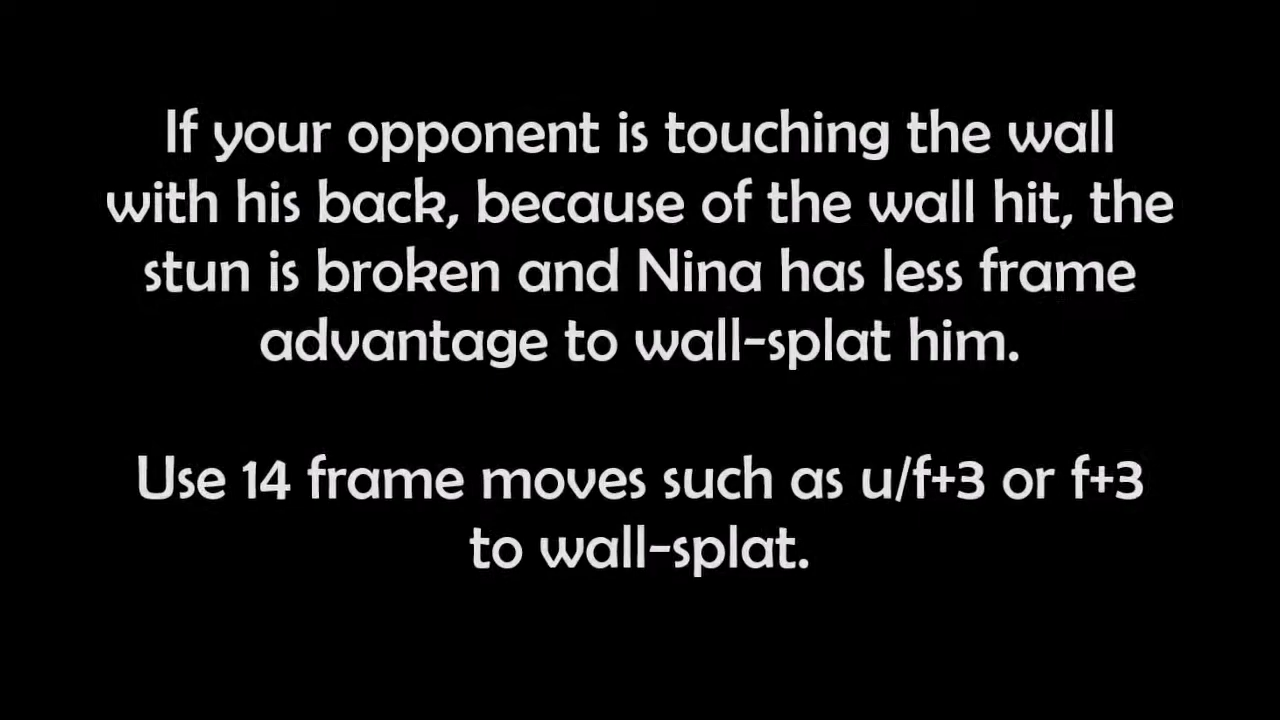 If your opponent is touching the wall
with his back, because of the wall hit, the
stun is broken and Nina has less frame
advantage to wall-splat him.
Use 14 frame moves such as u/f+3 or f+3
to wall-splat.